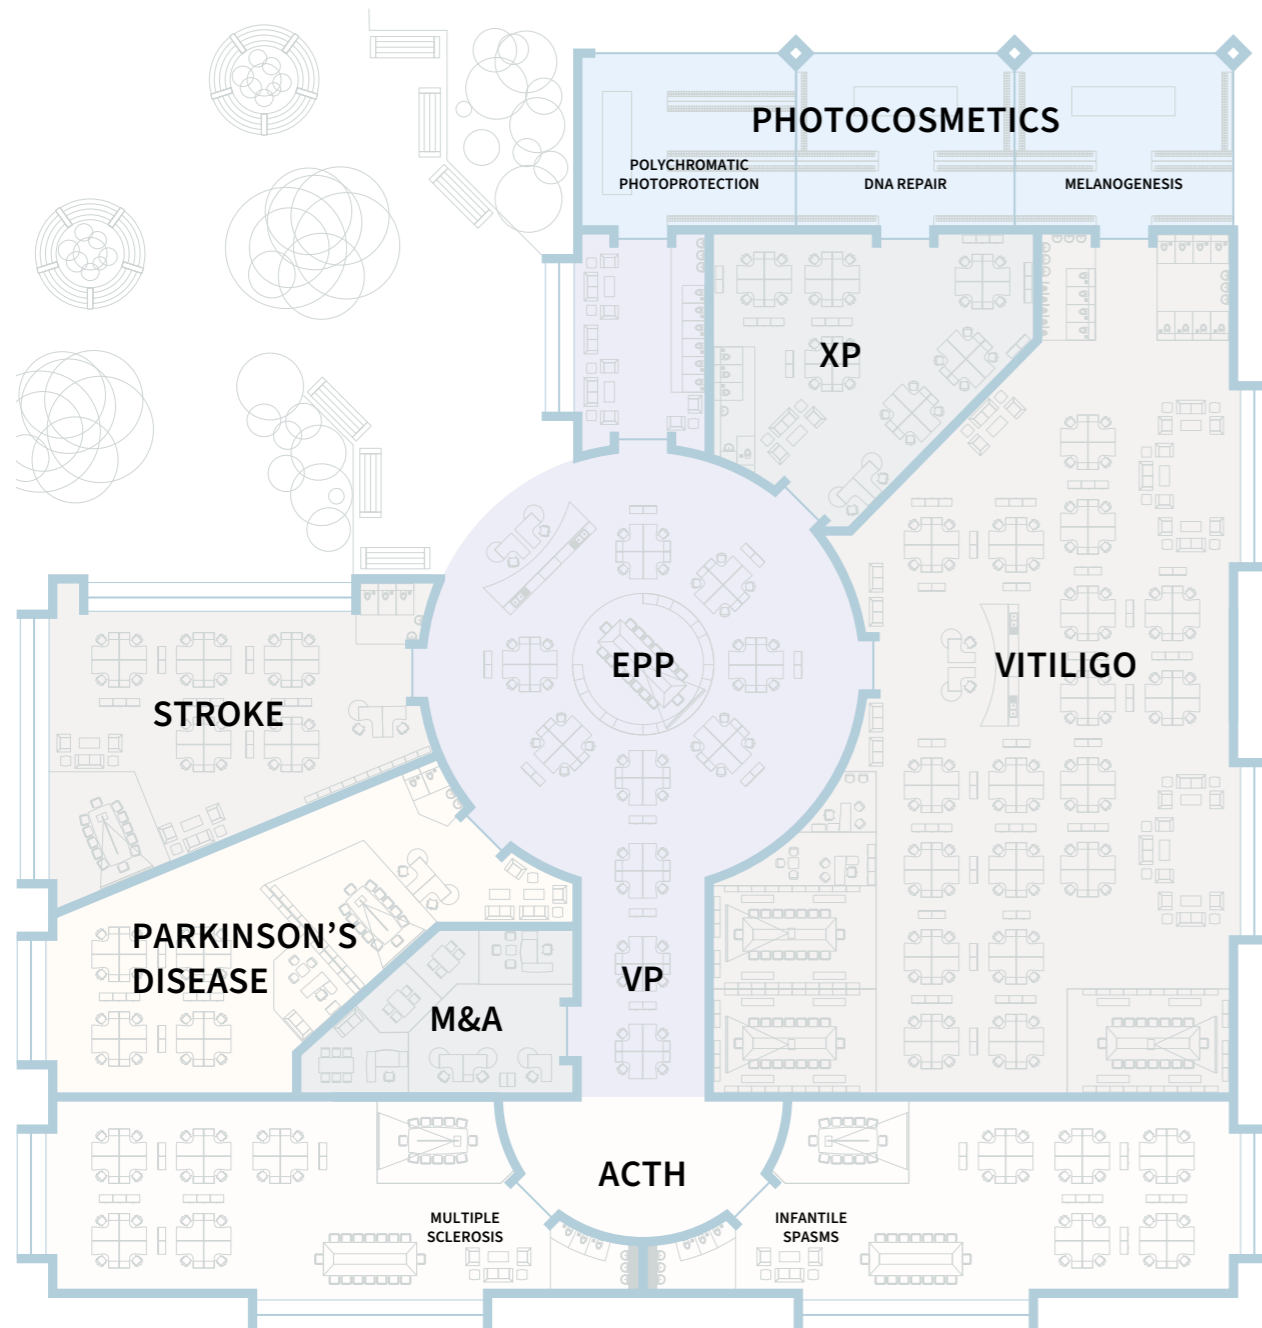 PHOTOCOSMETICS
POLYCHROMATIC
PHOTOPROTECTION
DNA REPAIR
MELANOGENESIS
XP
EPP
VITILIGO
STROKE
PARKINSON’S
DISEASE
VP
M&A
ACTH
MULTIPLE
SCLEROSIS
INFANTILE
SPASMS